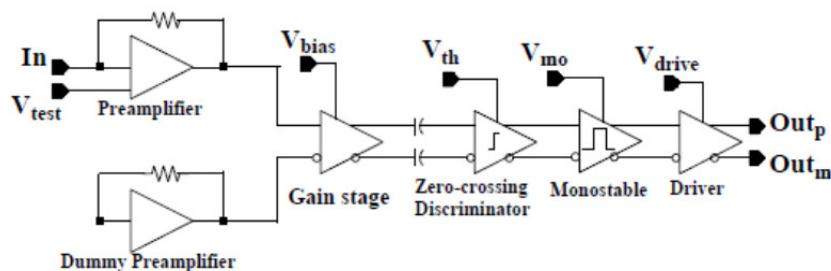 In
V_test
Preamplifier
V_bias
V_th
V_mo
V_drive
Out_p
Out_m
Gain stage
Zero-crossing
Discriminator
Monostable
Driver
Dummy Preamplifier